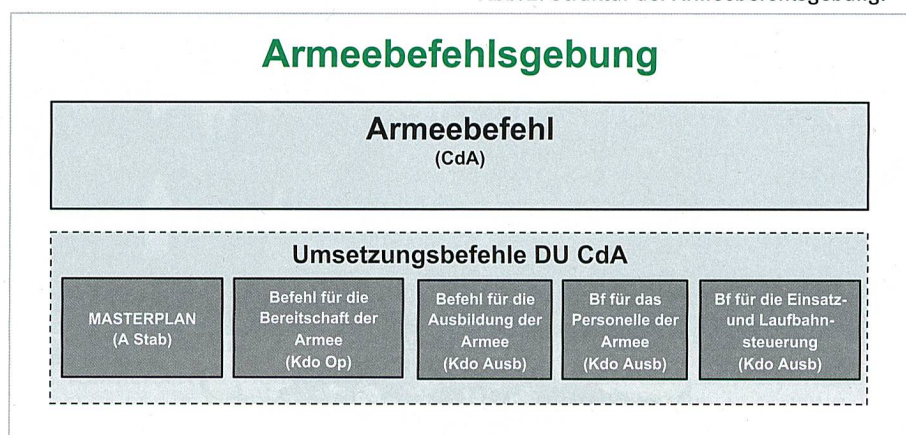 Armeebefehlsgebung
Armeebefehl
(CdA)
Umsetzungsbefehle DU CdA
MASTERPLAN
(A Stab)
Befehl für die
Bereitschaft der
Armee
(Kdo Op)
Befehl für die
Ausbildung der
Armee
(Kdo Ausb)
Bf für das
Personelle der
Armee
(Kdo Ausb)
Bf für die Einsatz-
und Laufbahn-
steuerung
(Kdo Ausb)